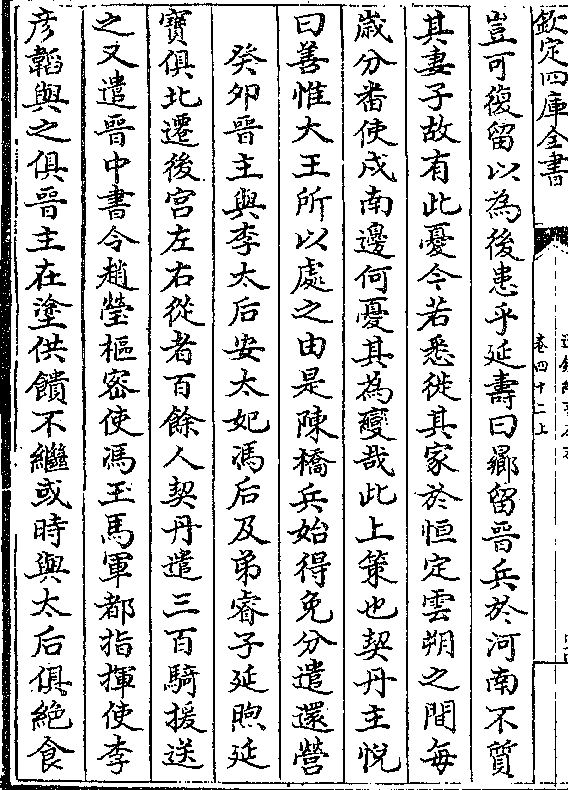 欽定四庫全書
卷四十二上
豈可復留以為後患乎延壽曰曏留晉兵於河南不質
其妻子故有此憂今若悉徙其家於恒定雲朔之間每
歲分番使戍南邊何憂其為變哉此上策也契丹主悅
曰善惟大王所以處之由是陳橋兵始得免分遣還營
癸卯晉主與李太后安太妃馮后及弟睿子延煦延
寶俱北遷後宮左右從者百餘人契丹遣三百騎援送
之又遣晉中書令趙瑩樞密使馮玉馬軍都指揮使李
彥韜與之俱晉主在塗供饋不繼或時與太后俱絶食